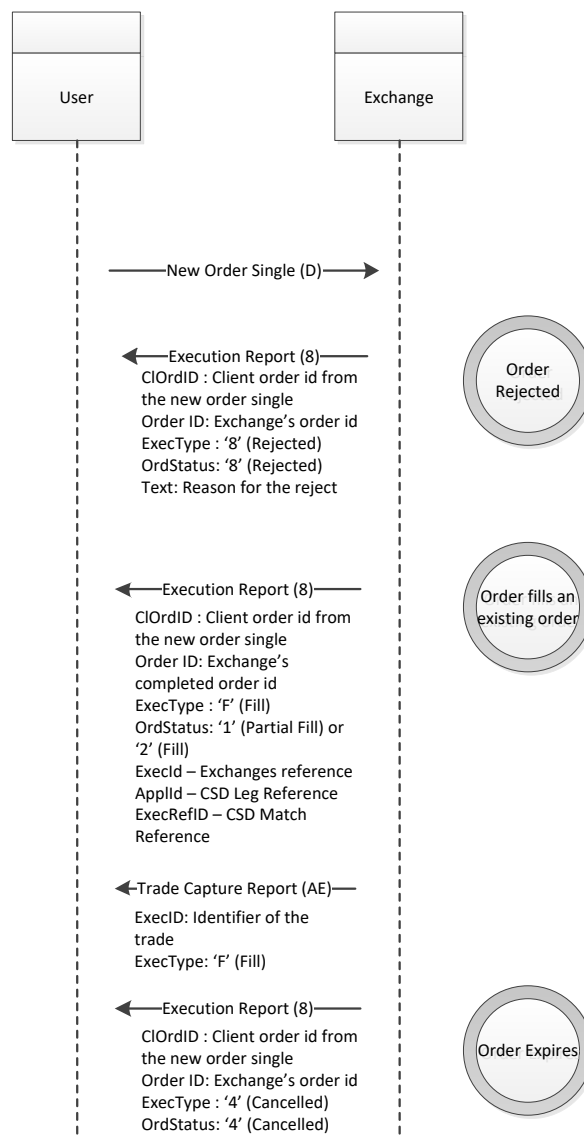 User
Exchange
New Order Single (D)
Execution Report (8)
ClOrdID : Client order id from
the new order single
Order ID: Exchange's order id
ExecType : '8' (Rejected)
OrdStatus: '8' (Rejected)
Text: Reason for the reject
Order
Rejected
Execution Report (8)
ClOrdID : Client order id from
the new order single
Order ID: Exchange's
completed order id
ExecType : 'F' (Fill)
OrdStatus: '1' (Partial Fill) or
'2' (Fill)
ExecId – Exchanges reference
ApplId – CSD Leg Reference
ExecRefID – CSD Match
Reference
Order fills an
existing order
Trade Capture Report (AE)
ExecID: Identifier of the
trade
ExecType: 'F' (Fill)
Execution Report (8)
ClOrdID : Client order id from
the new order single
Order ID: Exchange's order id
ExecType : '4' (Cancelled)
OrdStatus: '4' (Cancelled)
Order Expires